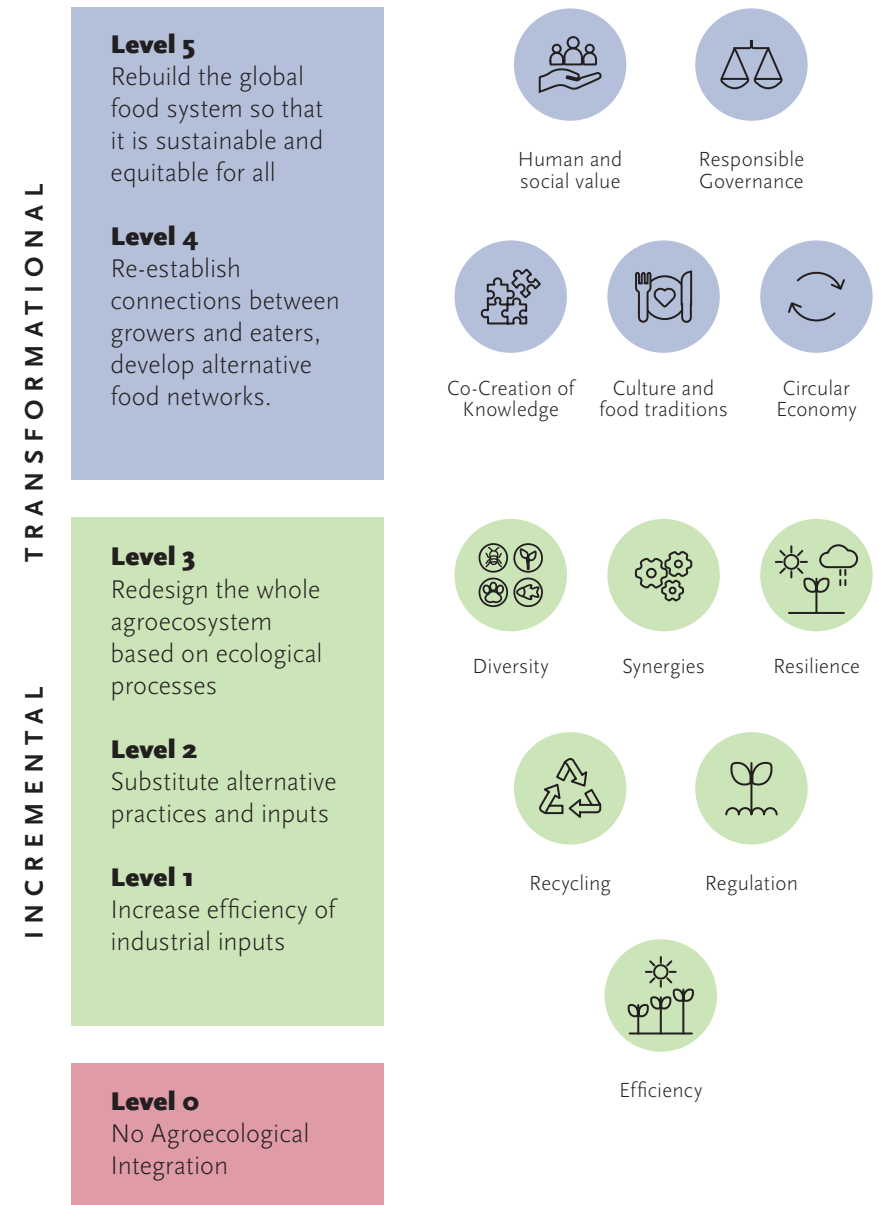 TRANSFORMATIONAL
INCREMENTAL
Level 5
Rebuild the global
food system so that
it is sustainable and
equitable for all
Level 4
Re-establish
connections between
growers and eaters,
develop alternative
food networks.
Level 3
Redesign the whole
agroecosystem
based on ecological
processes
Level 2
Substitute alternative
practices and inputs
Level 1
Increase efficiency of
industrial inputs
Level 0
No Agroecological
Integration
Human and
social value
Responsible
Governance
Co-Creation of
Knowledge
Culture and
food traditions
Circular
Economy
Diversity
Synergies
Resilience
Recycling
Regulation
Efficiency